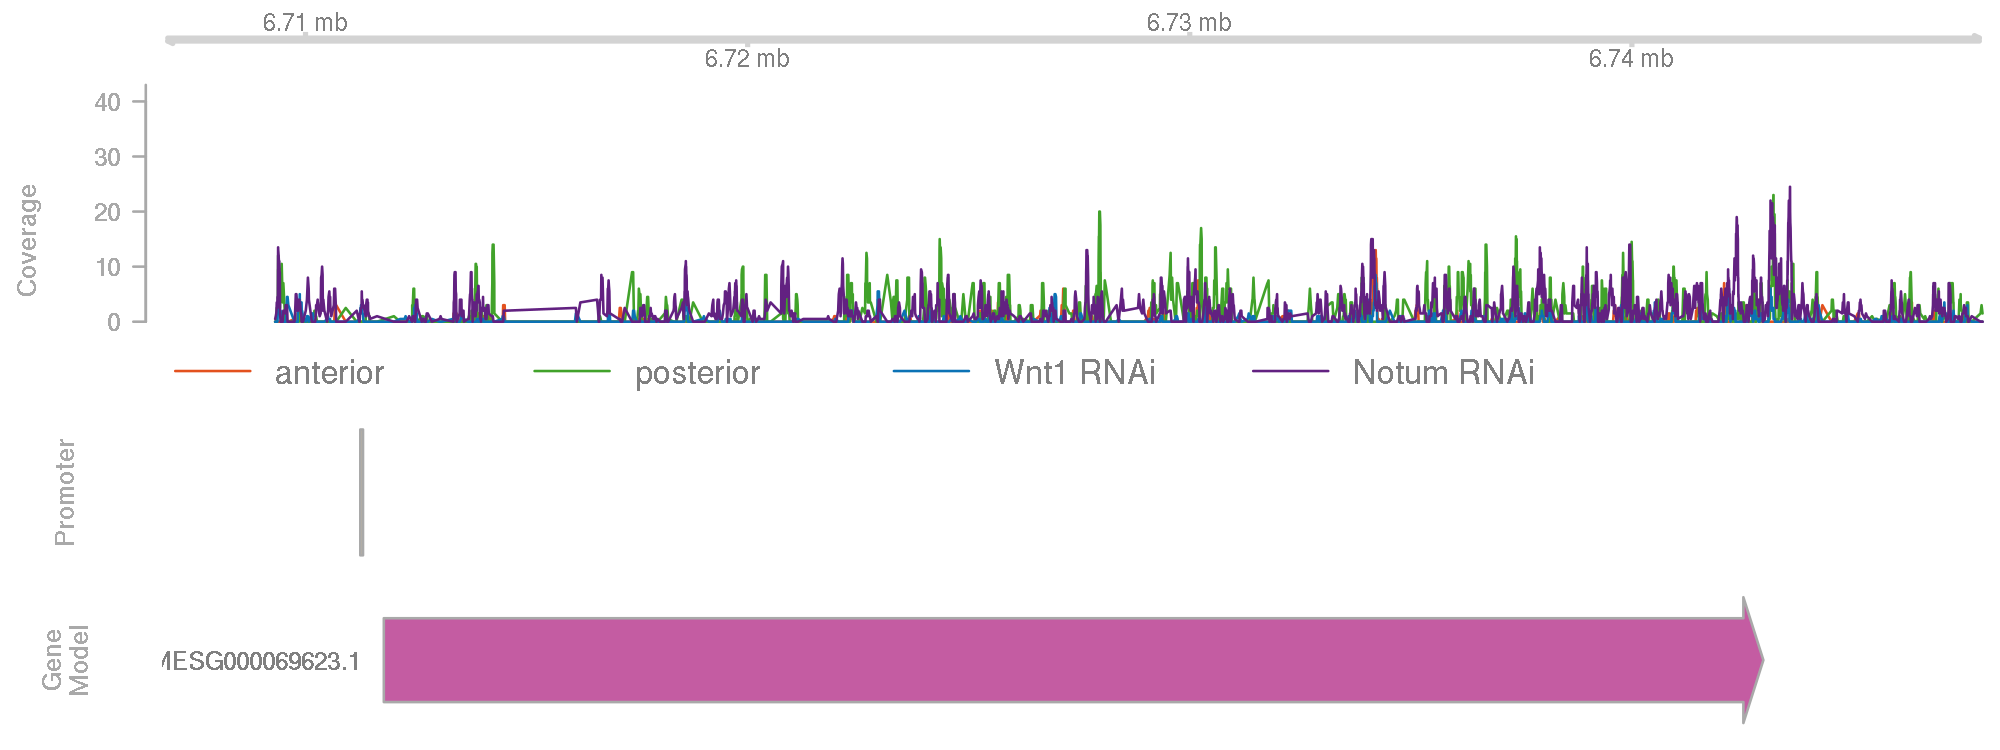 6.71 mb 6.73 mb
6.72 mb 6.74 mb
Coverage
40
30
20
10
0
anterior posterior Wnt1 RNAi Notum RNAi
Promoter
Gene
Model
MESG000069623.1